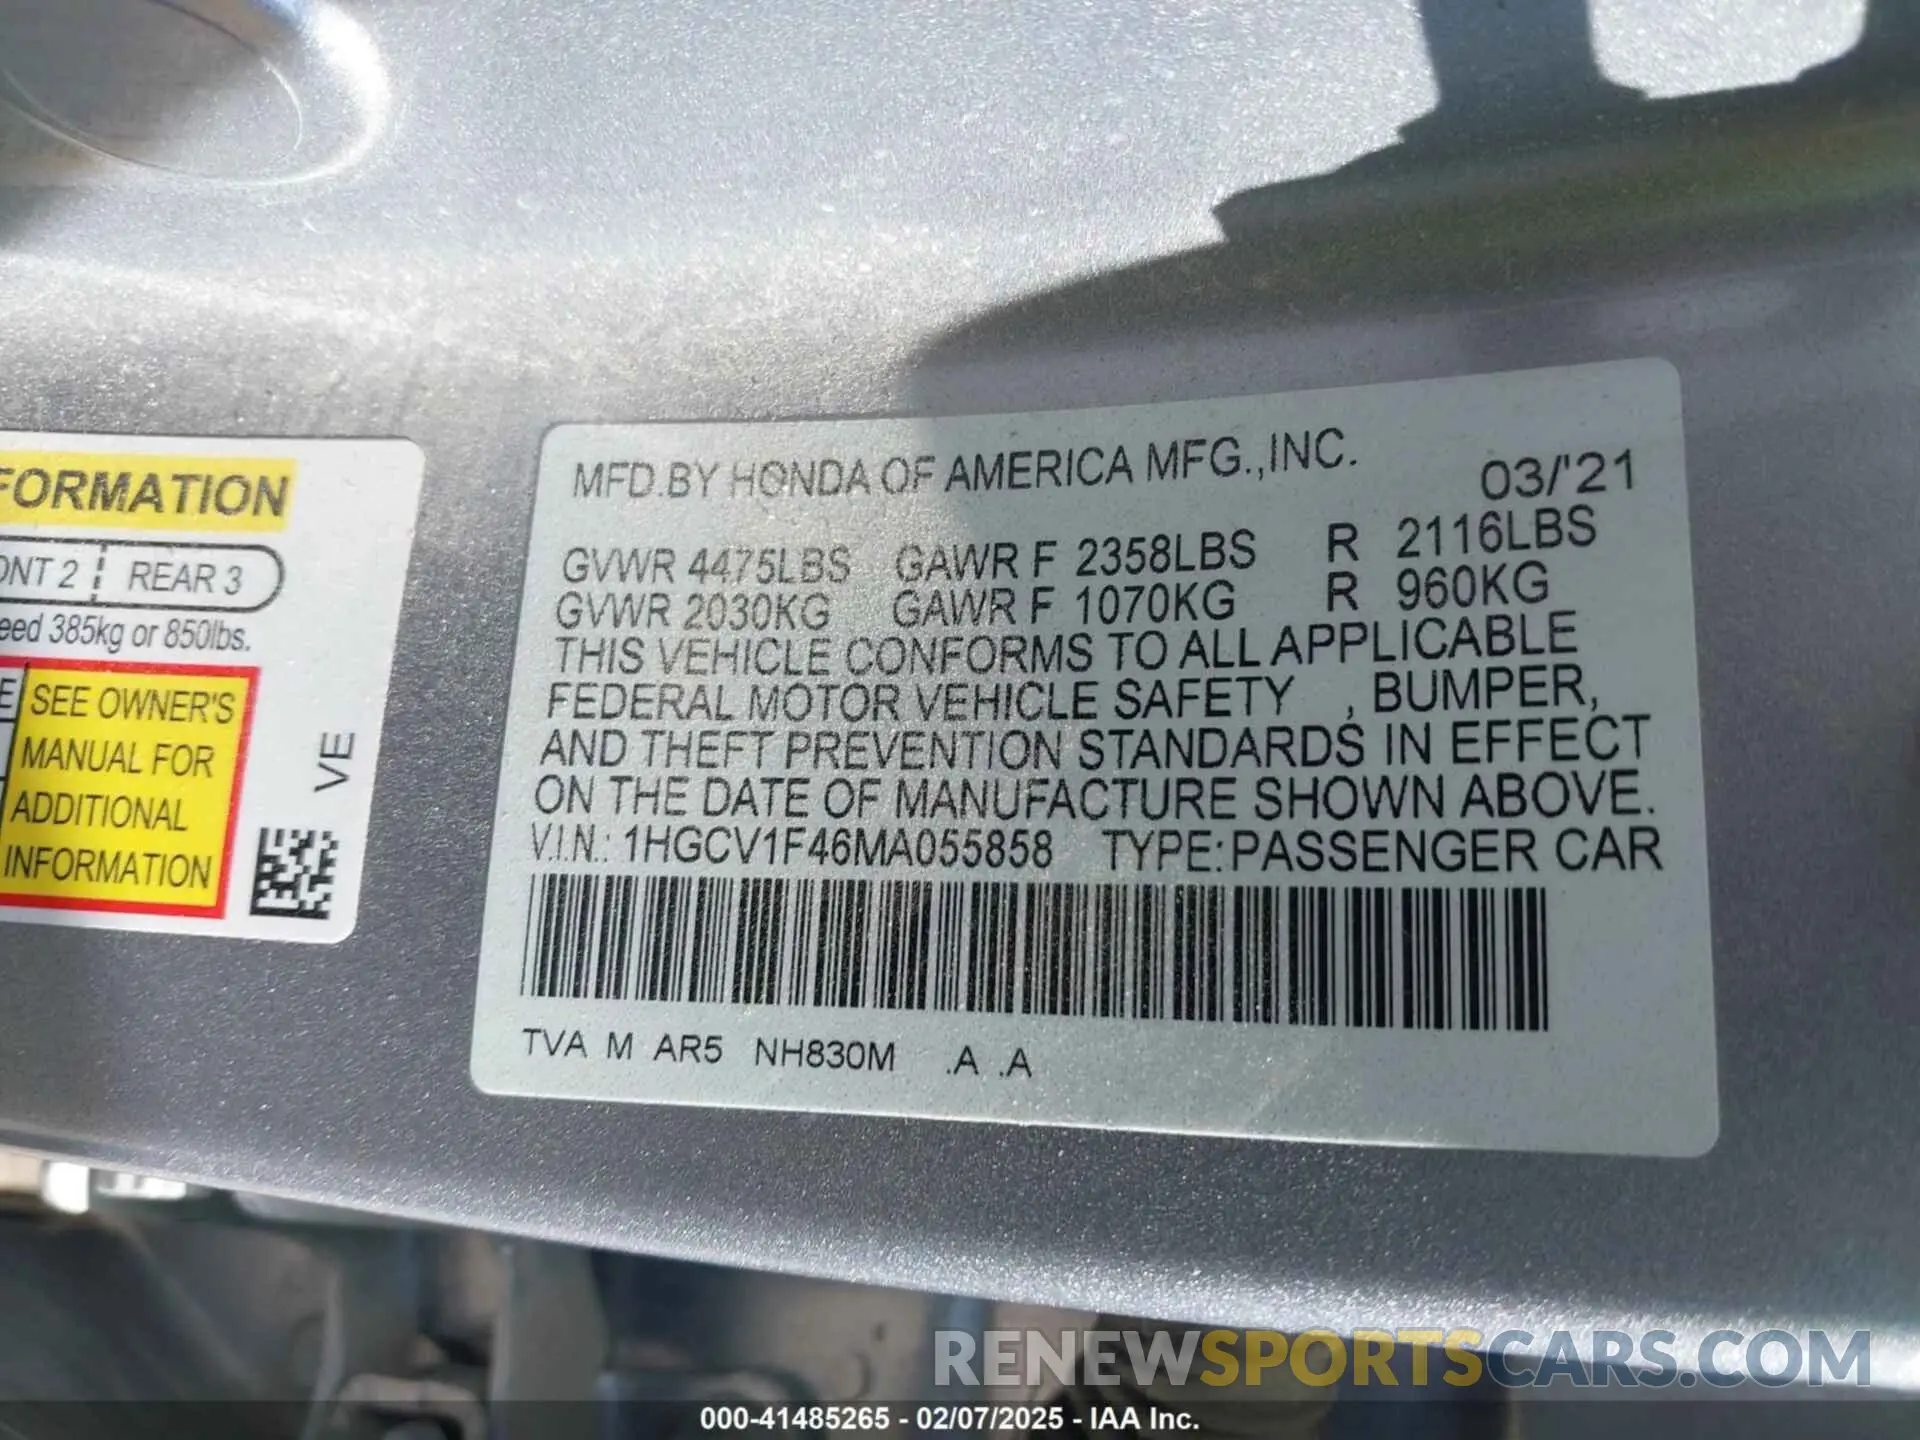 FORMATION
ONT 2 REAR 3
eed 385kg or 850lbs.
E
SEE OWNER'S
MANUAL FOR
ADDITIONAL
INFORMATION
VE
MFD.BY HONDA OF AMERICA MFG.,INC. 03/'21
GVWR 4475LBS GAWR F 2358LBS R 2116LBS
GVWR 2030KG GAWR F 1070KG R 960KG
THIS VEHICLE CONFORMS TO ALL APPLICABLE
FEDERAL MOTOR VEHICLE SAFETY , BUMPER,
AND THEFT PREVENTION STANDARDS IN EFFECT
ON THE DATE OF MANUFACTURE SHOWN ABOVE.
V.I.N.: 1HGCV1F46MA055858 TYPE:PASSENGER CAR
TVA M AR5 NH830M .A .A
RENEWSPORTSCARS.COM
000-41485265 - 02/07/2025 - IAA Inc.